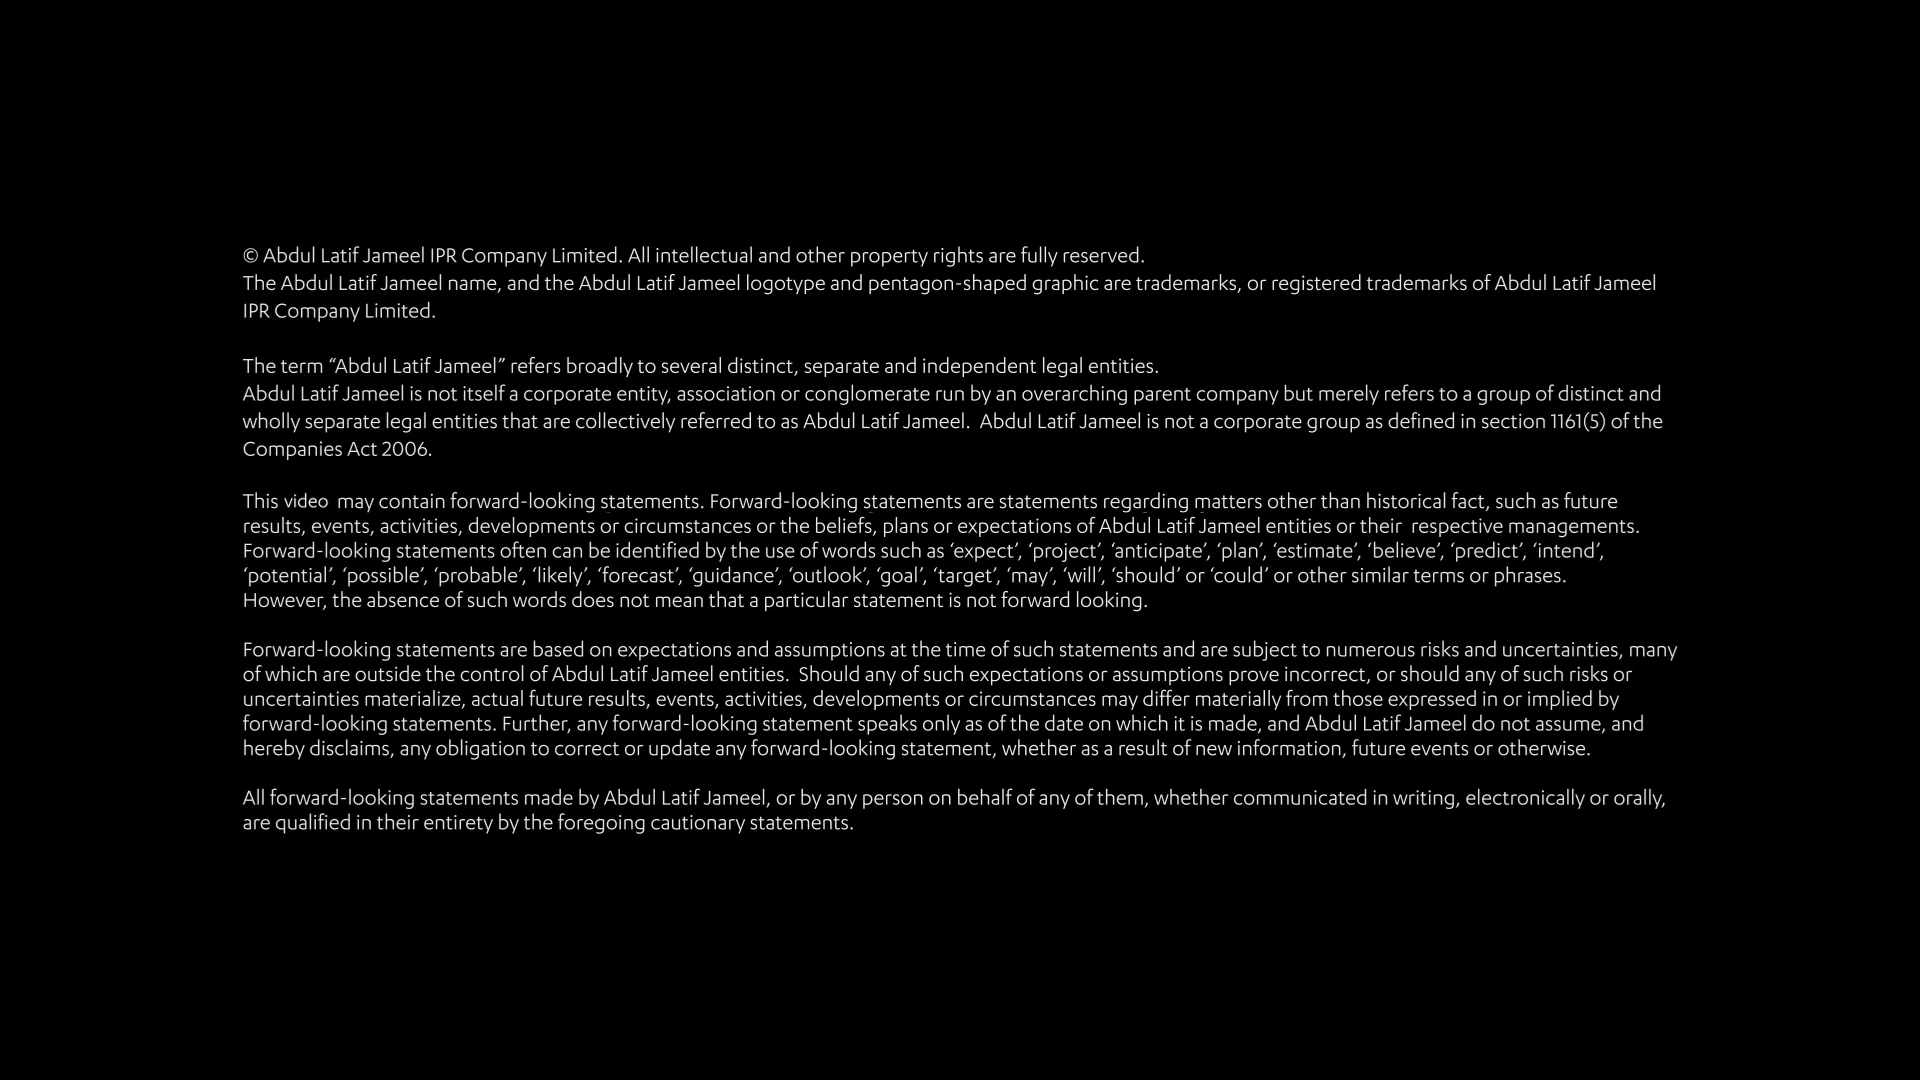 © Abdul Latif Jameel IPR Company Limited. All intellectual and other property rights are fully reserved.
The Abdul Latif Jameel name, and the Abdul Latif Jameel logotype and pentagon-shaped graphic are trademarks, or registered trademarks of Abdul Latif Jameel
IPR Company Limited.
The term “Abdul Latif Jameel” refers broadly to several distinct, separate and independent legal entities.
Abdul Latif Jameel is not itself a corporate entity, association or conglomerate run by an overarching parent company but merely refers to a group of distinct and
wholly separate legal entities that are collectively referred to as Abdul Latif Jameel.  Abdul Latif Jameel is not a corporate group as defined in section 1161(5) of the
Companies Act 2006.
This video  may contain forward-looking statements. Forward-looking statements are statements regarding matters other than historical fact, such as future
results, events, activities, developments or circumstances or the beliefs, plans or expectations of Abdul Latif Jameel entities or their  respective managements.
Forward-looking statements often can be identified by the use of words such as ‘expect’, ‘project’, ‘anticipate’, ‘plan’, ‘estimate’, ‘believe’, ‘predict’, ‘intend’,
‘potential’, ‘possible’, ‘probable’, ‘likely’, ‘forecast’, ‘guidance’, ‘outlook’, ‘goal’, ‘target’, ‘may’, ‘will’, ‘should’ or ‘could’ or other similar terms or phrases.
However, the absence of such words does not mean that a particular statement is not forward looking.
Forward-looking statements are based on expectations and assumptions at the time of such statements and are subject to numerous risks and uncertainties, many
of which are outside the control of Abdul Latif Jameel entities.  Should any of such expectations or assumptions prove incorrect, or should any of such risks or
uncertainties materialize, actual future results, events, activities, developments or circumstances may differ materially from those expressed in or implied by
forward-looking statements. Further, any forward-looking statement speaks only as of the date on which it is made, and Abdul Latif Jameel do not assume, and
hereby disclaims, any obligation to correct or update any forward-looking statement, whether as a result of new information, future events or otherwise.
All forward-looking statements made by Abdul Latif Jameel, or by any person on behalf of any of them, whether communicated in writing, electronically or orally,
are qualified in their entirety by the foregoing cautionary statements.